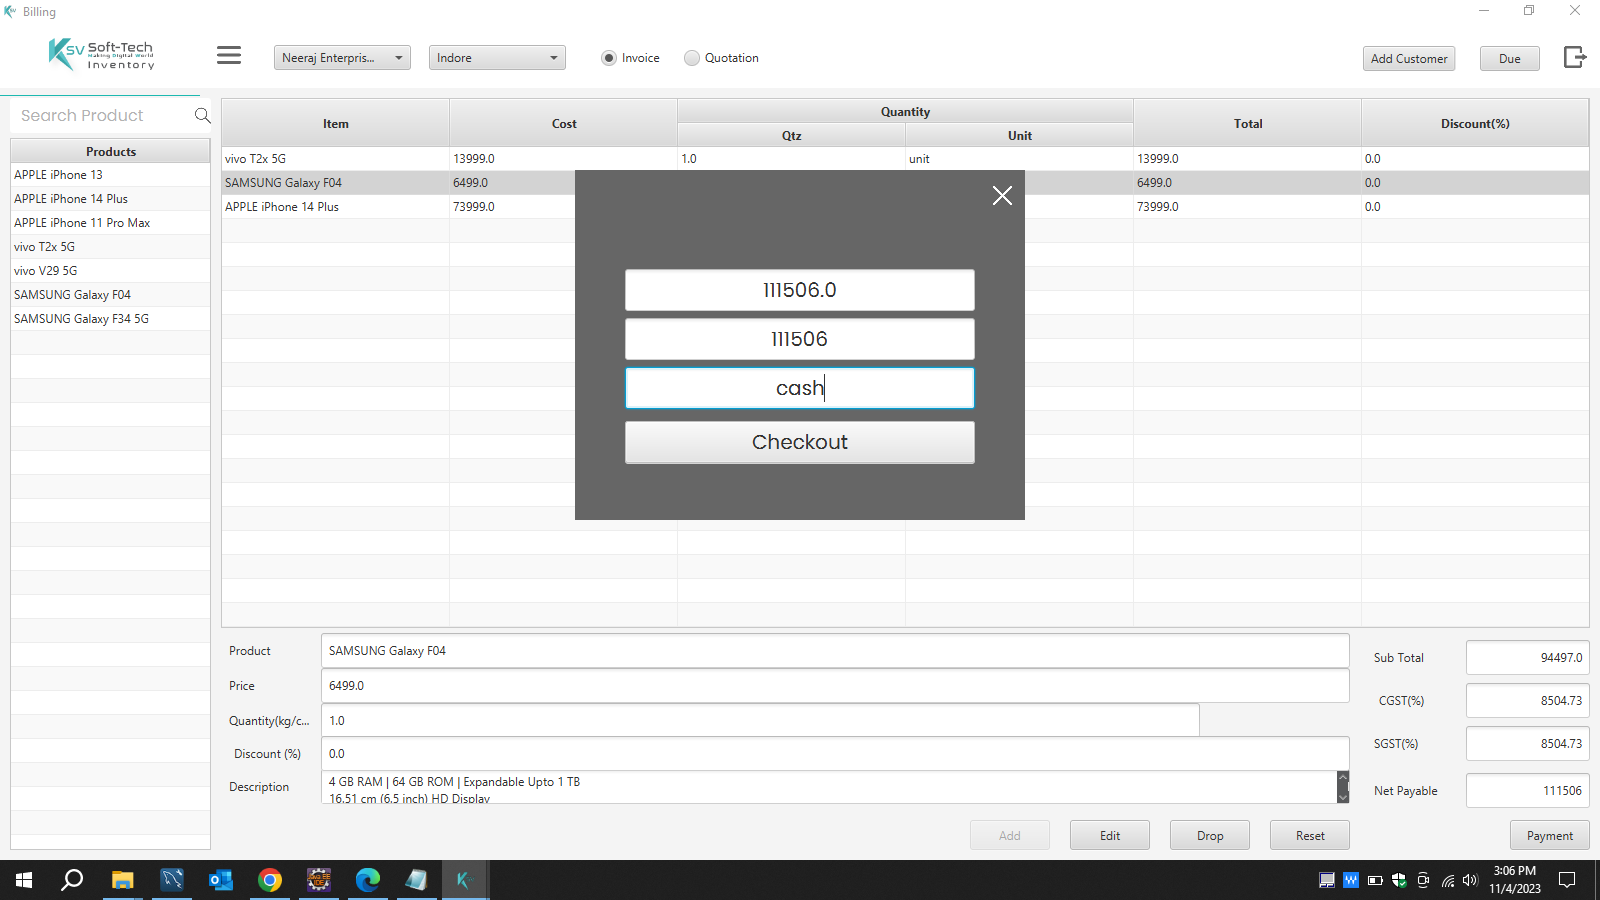 Billing
Ksv Soft-Tech
Making Digital World
Inventory
Neeraj Enterpris...
Indore
Invoice
Quotation
Add Customer
Due
Search Product
Products
APPLE iPhone 13
APPLE iPhone 14 Plus
APPLE iPhone 11 Pro Max
vivo T2x 5G
vivo V29 5G
SAMSUNG Galaxy F04
SAMSUNG Galaxy F34 5G
Item Cost Quantity Total Discount(%)
Qtz Unit
vivo T2x 5G 13999.0 1.0 unit 13999.0 0.0
SAMSUNG Galaxy F04 6499.0 6499.0 0.0
APPLE iPhone 14 Plus 73999.0 73999.0 0.0
111506.0
111506
cash
Checkout
Product SAMSUNG Galaxy F04
Price 6499.0
Quantity(kg/c... 1.0
Discount (%) 0.0
Description 4 GB RAM | 64 GB ROM | Expandable Upto 1 TB
16.51 cm (6.5 inch) HD Display
Sub Total 94497.0
CGST(%) 8504.73
SGST(%) 8504.73
Net Payable 111506
Add Edit Drop Reset Payment
3:06 PM
11/4/2023